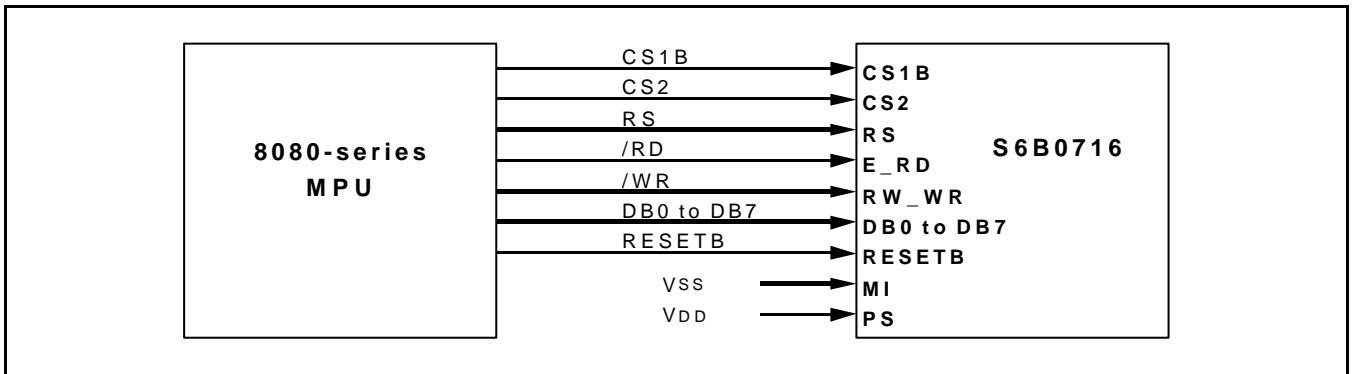 8080-series
MPU
CS1B
CS2
RS
/RD
/WR
DB0 to DB7
RESETB
VSS
VDD
CS1B
CS2
RS
E_RD
RW_WR
DB0 to DB7
RESETB
MI
PS
S6B0716